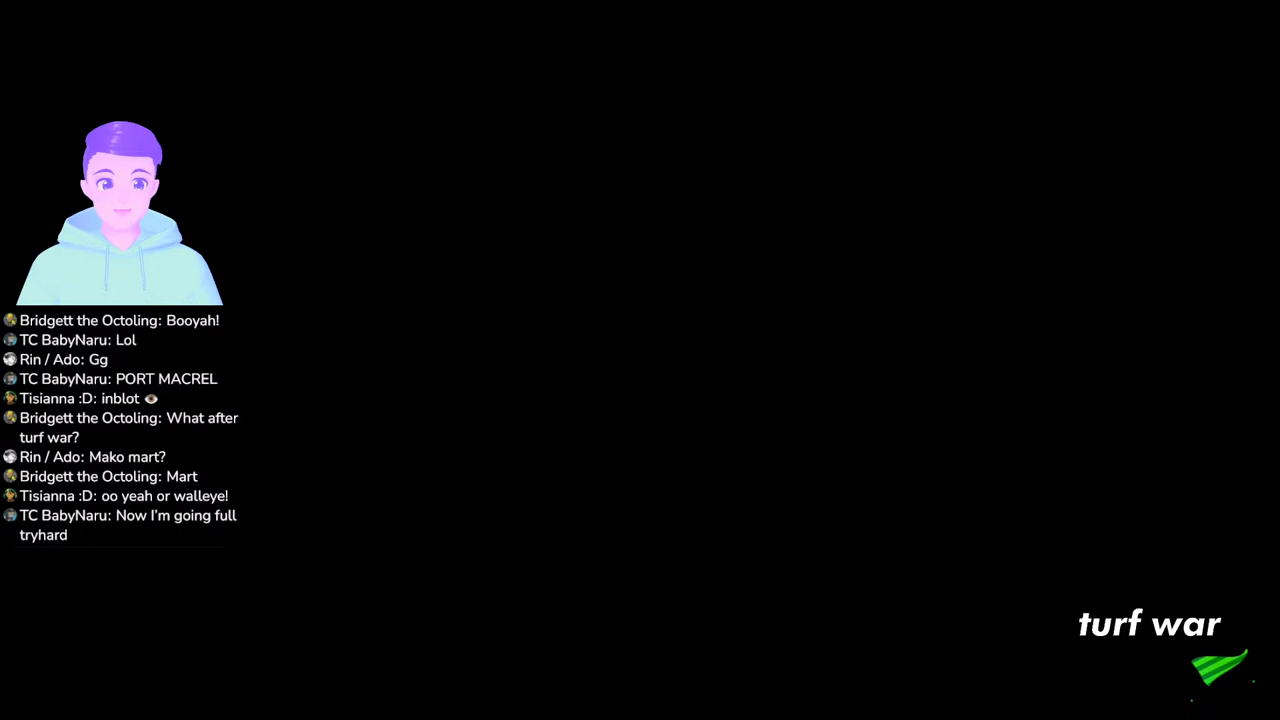 Bridgett the Octoling: Booyah!
TC BabyNaru: Lol
Rin / Ado: Gg
TC BabyNaru: PORT MACREL
Tisianna :D: inblot 👁️
Bridgett the Octoling: What after
turf war?
Rin / Ado: Mako mart?
Bridgett the Octoling: Mart
Tisianna :D: oo yeah or walleye!
TC BabyNaru: Now I'm going full
tryhard
turf war